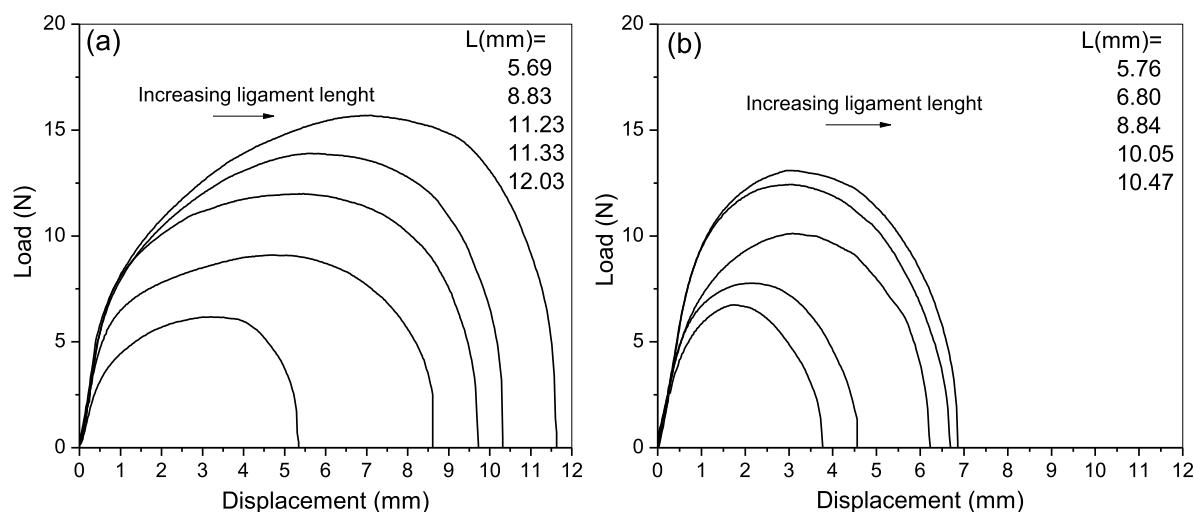 (a)
L(mm)=
5.69
8.83
11.23
11.33
12.03
Increasing ligament lenght
Load (N)
20
15
10
5
0
0 1 2 3 4 5 6 7 8 9 10 11 12
Displacement (mm)
(b)
L(mm)=
5.76
6.80
8.84
10.05
10.47
Increasing ligament lenght
Load (N)
20
15
10
5
0
0 1 2 3 4 5 6 7 8 9 10 11 12
Displacement (mm)